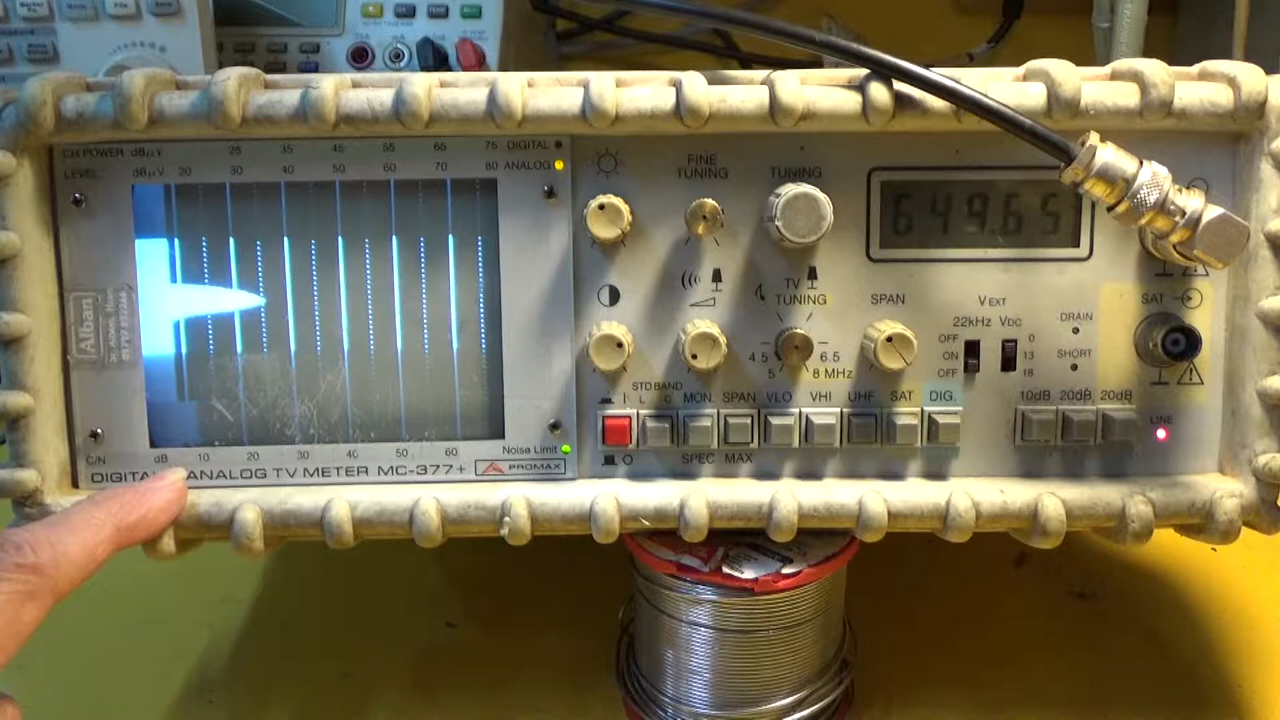 CH POWER dBµV 25 35 45 55 65 75 DIGITAL
LEVEL dBµV 20 30 40 50 60 70 80 ANALOG
Alban
C/N dB 10 20 30 40 50 60
Noise Limit
DIGITAL ANALOG TV METER MC-377+
PROMAX
FINE TUNING
TUNING
649.65
TV TUNING
4.5 5 6.5 8 MHz
SPAN
VEXT
22kHz VDC
OFF ON OFF
0 13 18
DRAIN
SHORT
SAT
STD BAND
I L G MON. SPAN VLO VHI UHF SAT DIG.
O SPEC MAX
10dB 20dB 20dB
LINE